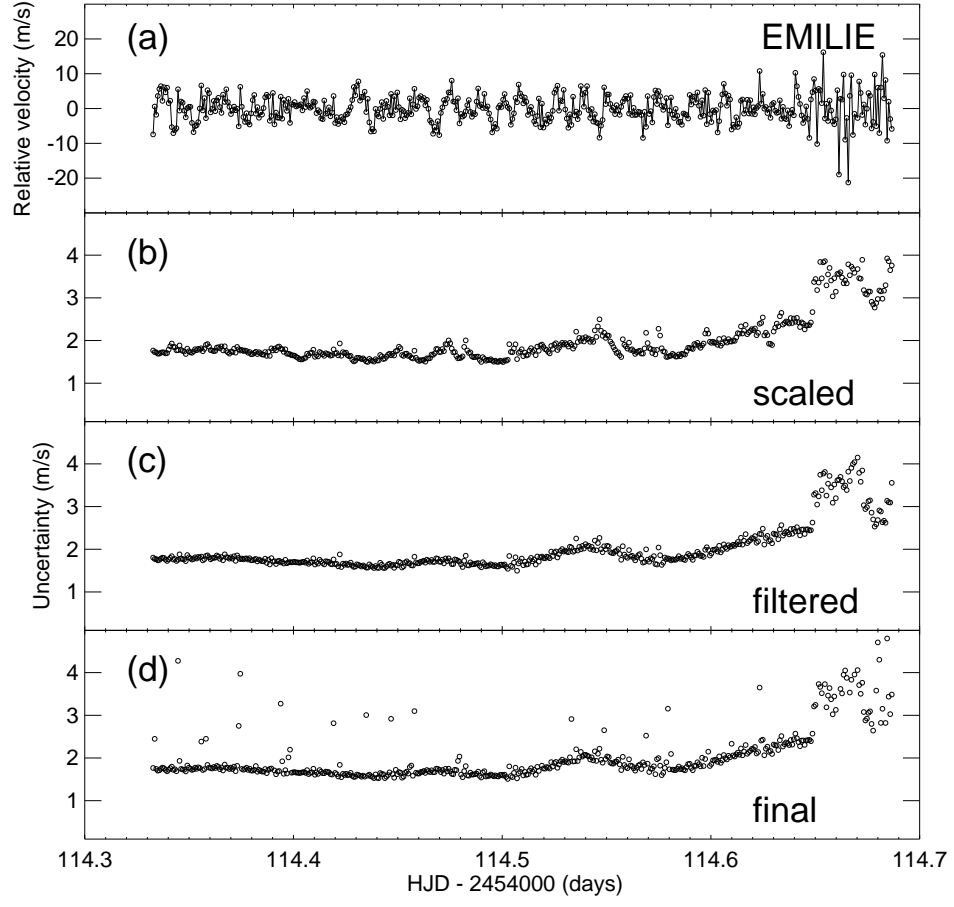 (a)
EMILIE
Relative velocity (m/s)
20
10
0
-10
-20
(b)
4
3
2
1
scaled
(c)
Uncertainty (m/s)
4
3
2
1
filtered
(d)
4
3
2
1
final
114.3 114.4 114.5 114.6 114.7
HJD - 2454000 (days)